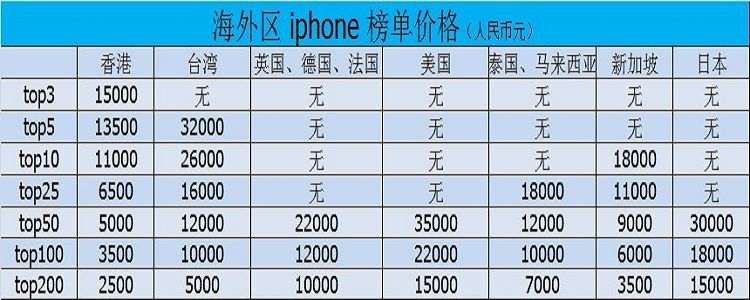 海外区 iphone 榜单价格（人民币元）
香港 台湾 英国、德国、法国 美国 泰国、马来西亚 新加坡 日本
top3 15000 无 无 无 无 无 无
top5 13500 32000 无 无 无 无 无
top10 11000 26000 无 无 无 18000 无
top25 6500 16000 无 无 18000 11000 无
top50 5000 12000 22000 35000 12000 9000 30000
top100 3500 10000 12000 22000 10000 6000 18000
top200 2500 5000 10000 15000 7000 3500 15000